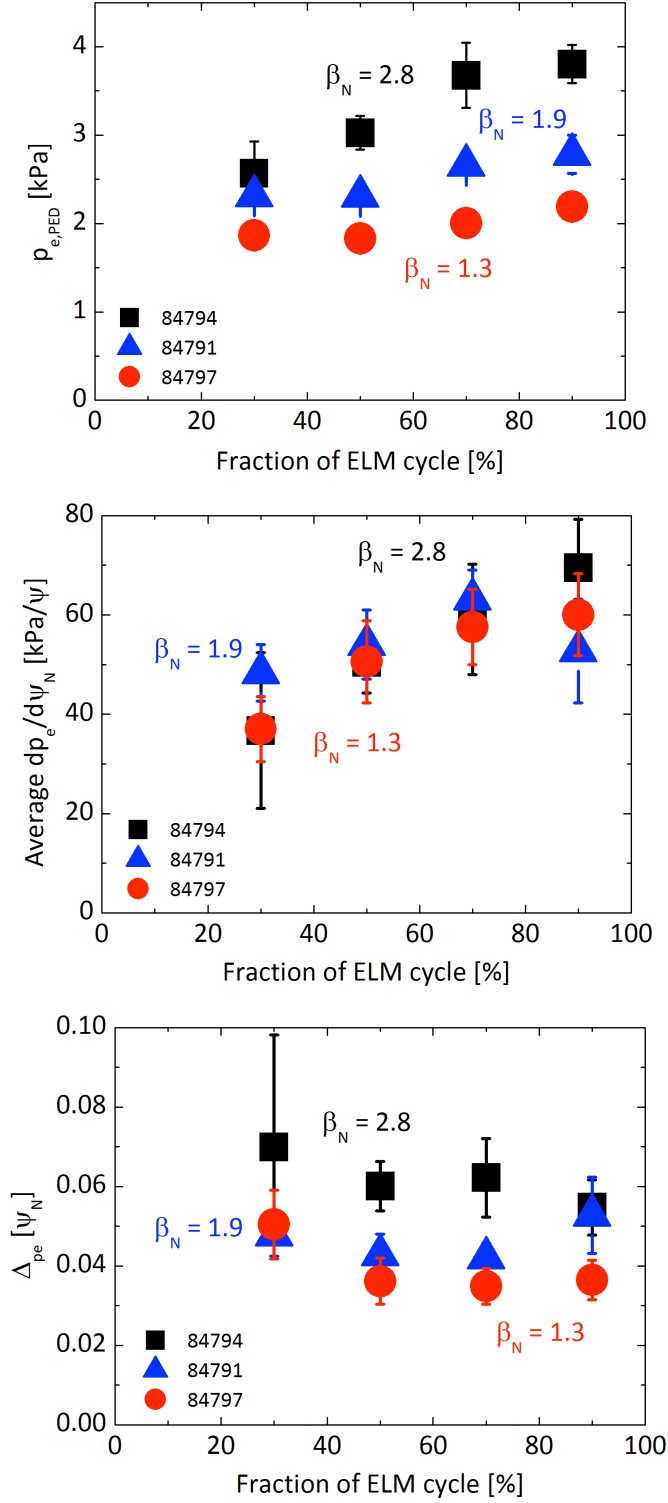 4
3
2
1
0
p e,PED [kPa]
β N = 2.8
β N = 1.9
β N = 1.3
84794
84791
84797
0 20 40 60 80 100
Fraction of ELM cycle [%]
80
60
40
20
0
Average dp e /dψ N [kPa/ψ]
β N = 2.8
β N = 1.9
β N = 1.3
84794
84791
84797
0 20 40 60 80 100
Fraction of ELM cycle [%]
0.10
0.08
0.06
0.04
0.02
0.00
Δ pe [ψ N ]
β N = 2.8
β N = 1.9
β N = 1.3
84794
84791
84797
0 20 40 60 80 100
Fraction of ELM cycle [%]